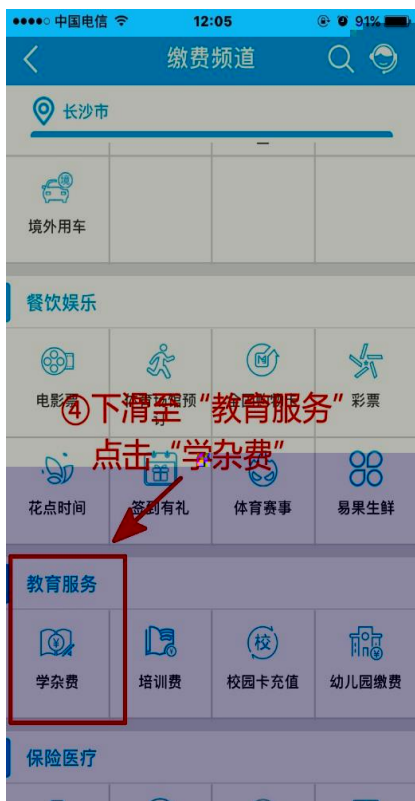 中国电信 12:05 91%
缴费频道
长沙市
境外用车
餐饮娱乐
彩票
④下滑至“教育服务”
点击“学杂费”
花点时间 签到有礼 体育赛事 易果生鲜
教育服务
学杂费 培训费 校园卡充值 幼儿园缴费
保险医疗